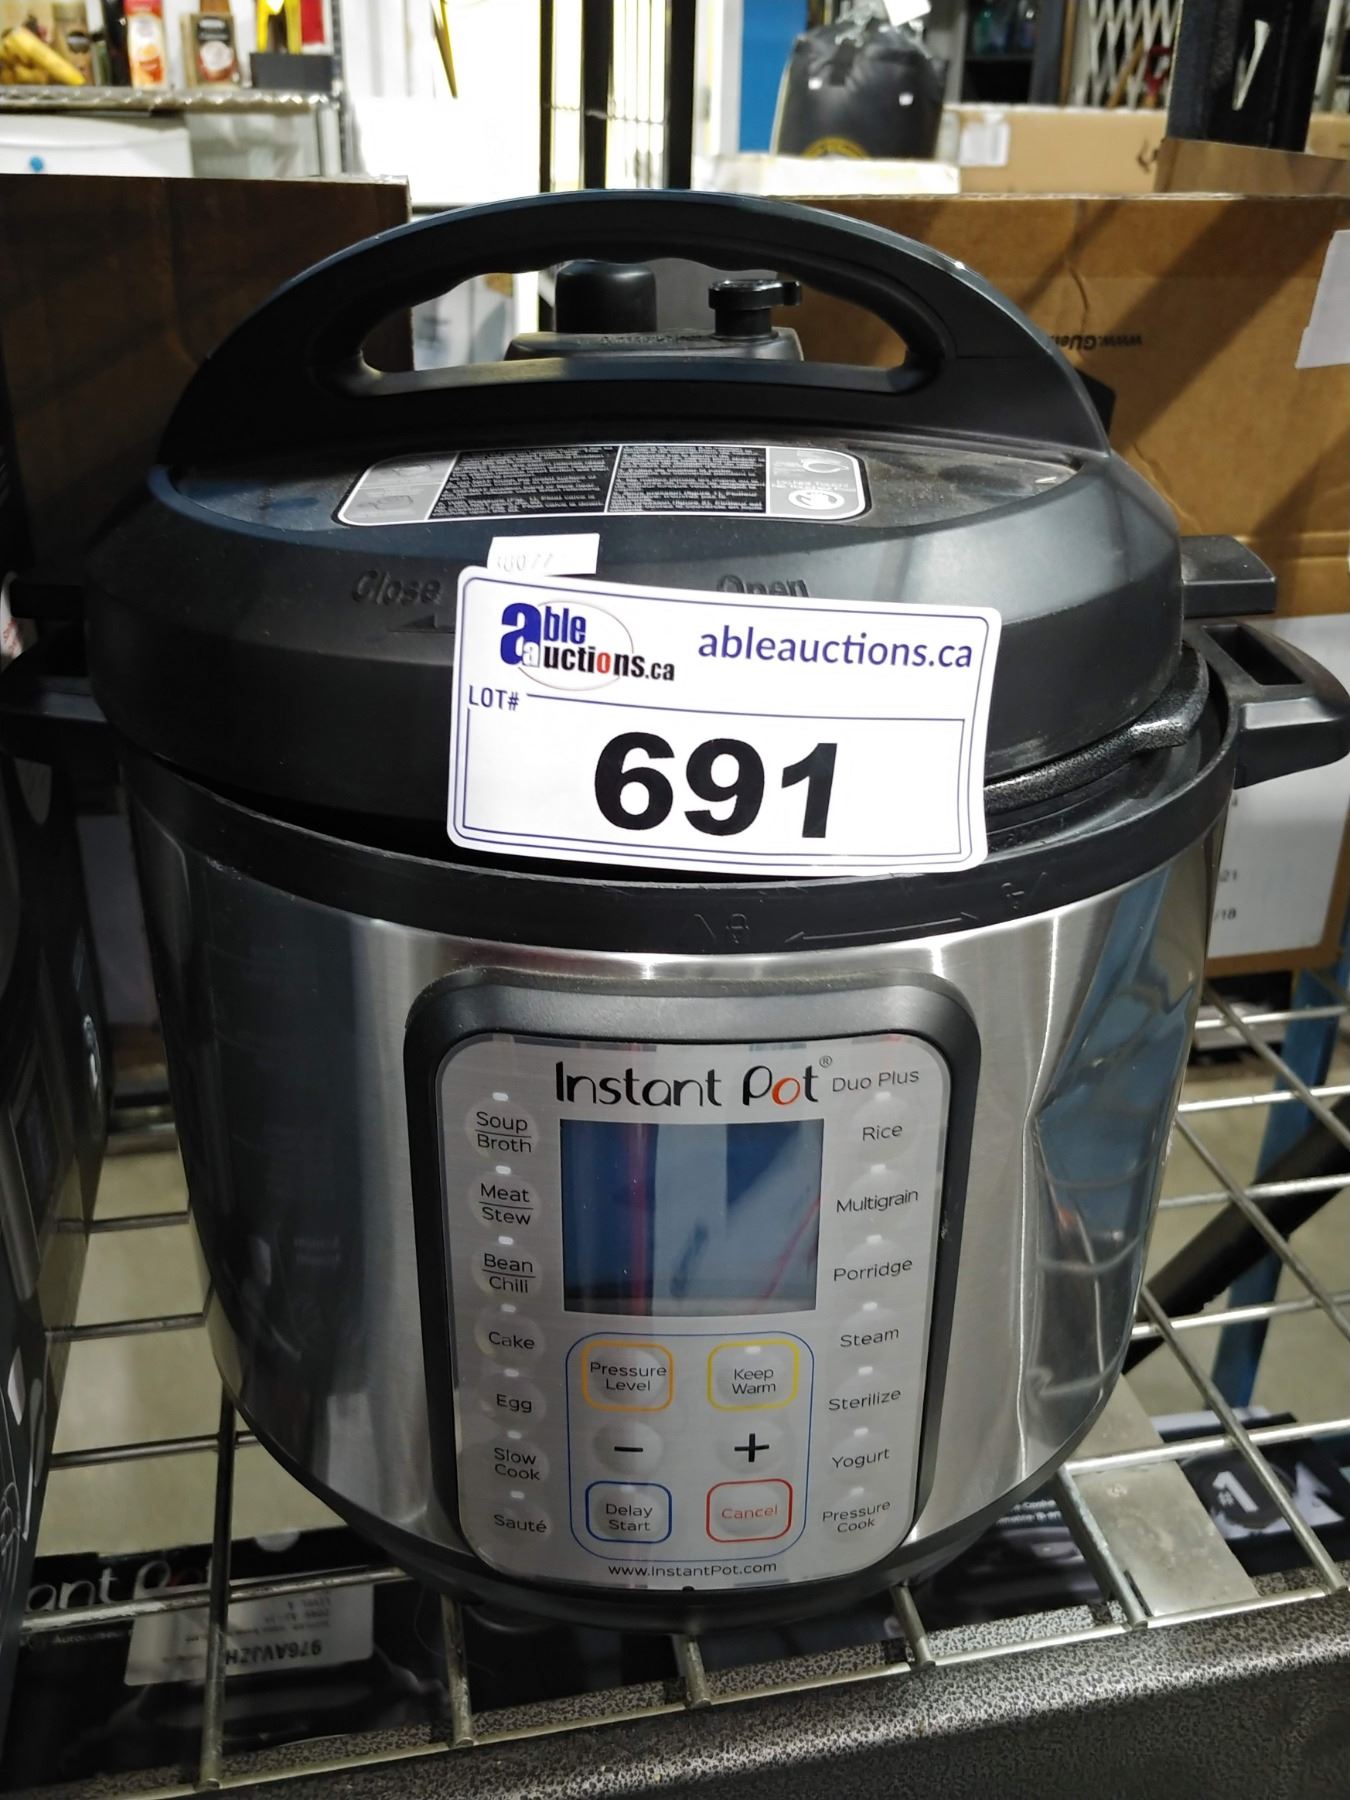 Close
Open
able
auctions.ca
ableauctions.ca
LOT#
691
Instant Pot® Duo Plus
Soup
Broth
Meat
Stew
Bean
Chili
Cake
Egg
Slow
Cook
Sauté
Rice
Multigrain
Porridge
Steam
Sterilize
Yogurt
Pressure
Cook
Pressure
Level
Keep
Warm
−
+
Delay
Start
Cancel
www.InstantPot.com
#1